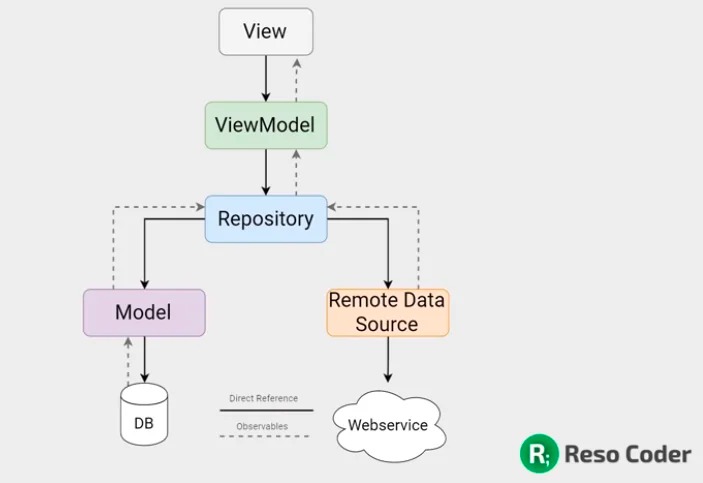 View
ViewModel
Repository
Model
Remote Data
Source
DB
Direct Reference
Observables
Webservice
R;
Reso Coder